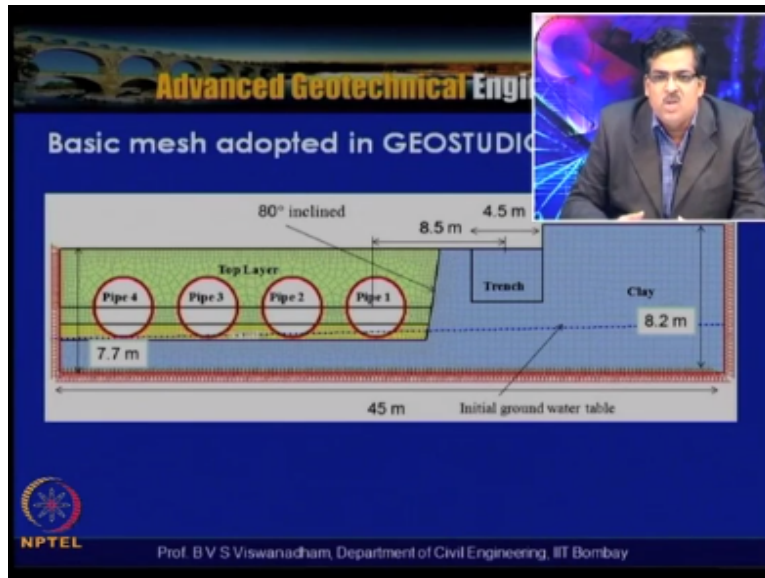 Advanced Geotechnical Engi
Basic mesh adopted in GEOSTUDIO
80° inclined
4.5 m
8.5 m
Top Layer
Pipe 4
Pipe 3
Pipe 2
Pipe 1
Trench
Clay
8.2 m
7.7 m
45 m
Initial ground water table
NPTEL
Prof. B V S Viswanadham, Department of Civil Engineering, IIT Bombay